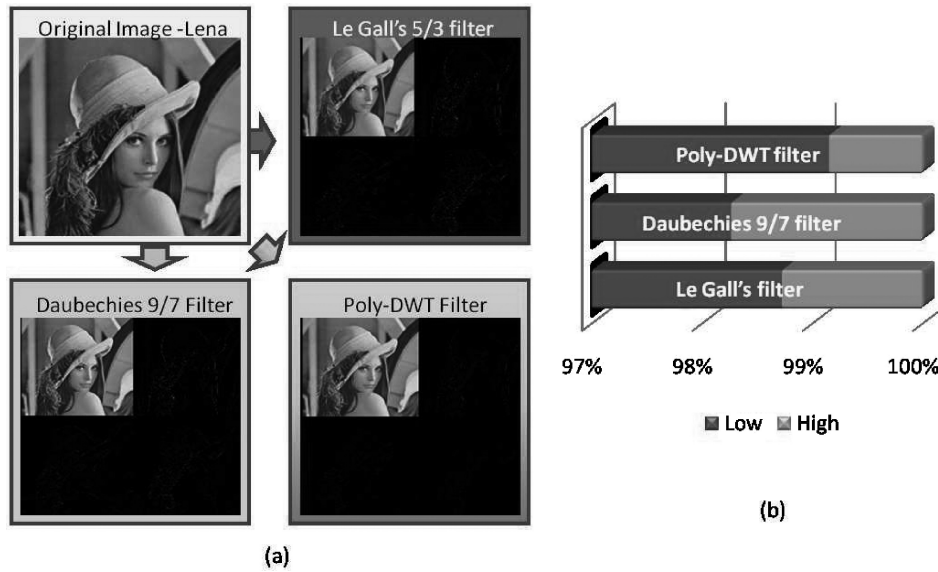 Original Image -Lena
Le Gall's 5/3 filter
Daubechies 9/7 Filter
Poly-DWT Filter
(a)
Poly-DWT filter
Daubechies 9/7 filter
Le Gall's filter
97% 98% 99% 100%
Low High
(b)